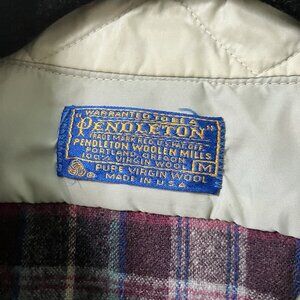 WARRANTED TO BE A
"PENDLETON"
TRADE MARK REG. U.S. PAT. OFF.
PENDLETON WOOLEN MILLS
PORTLAND, OREGON
100% VIRGIN WOOL
M
PURE VIRGIN WOOL
MADE IN U.S.A.